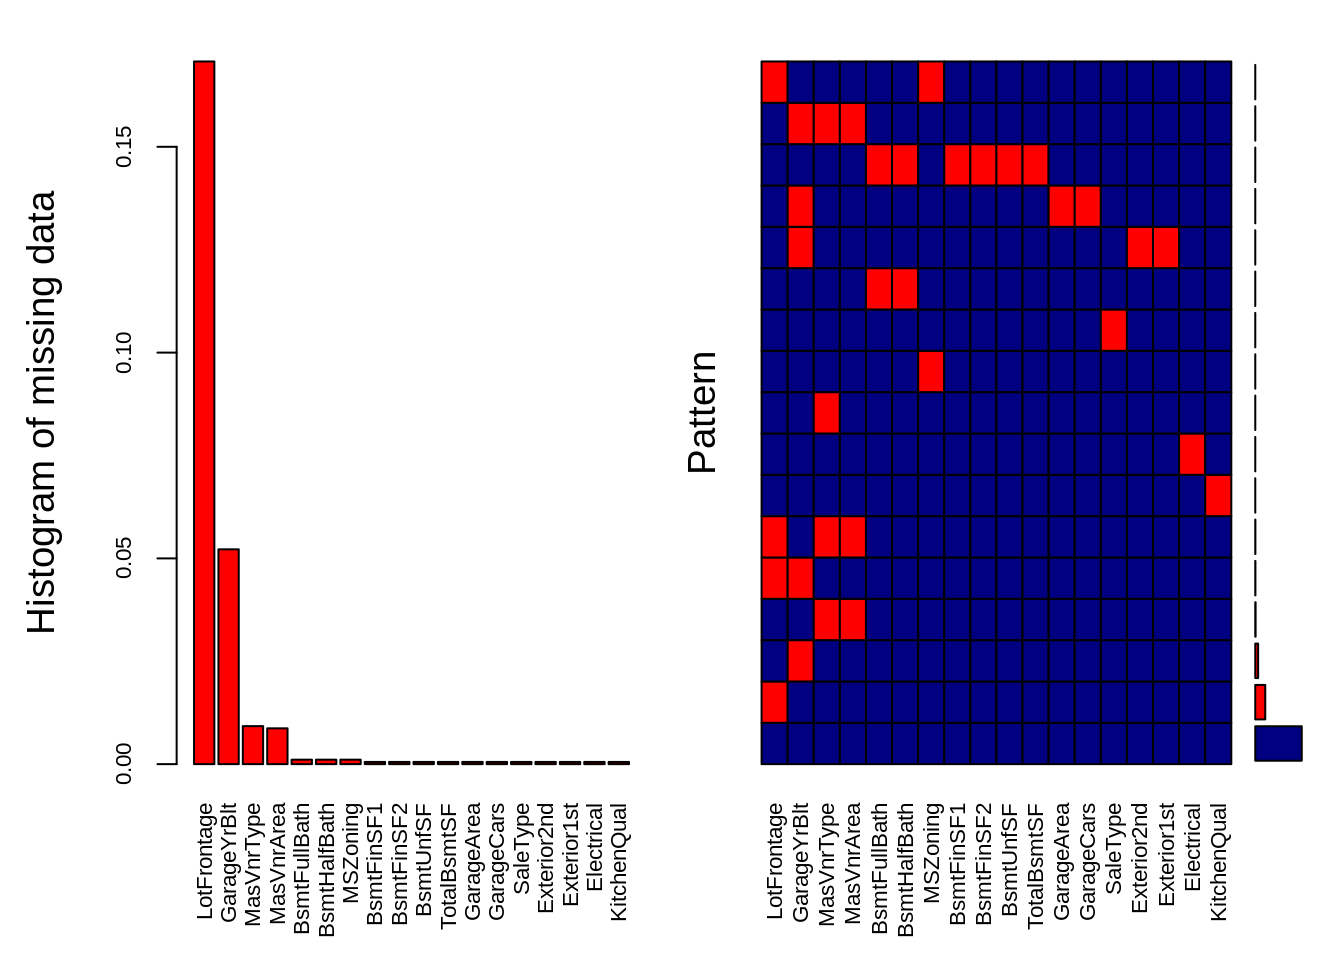 Histogram of missing data
0.15
0.10
0.05
0.00
LotFrontage
GarageYrBlt
MasVnrType
MasVnrArea
BsmtFullBath
BsmtHalfBath
MSZoning
BsmtFinSF1
BsmtFinSF2
BsmtUnfSF
TotalBsmtSF
GarageArea
GarageCars
SaleType
Exterior2nd
Exterior1st
Electrical
KitchenQual
Pattern
LotFrontage
GarageYrBlt
MasVnrType
MasVnrArea
BsmtFullBath
BsmtHalfBath
MSZoning
BsmtFinSF1
BsmtFinSF2
BsmtUnfSF
TotalBsmtSF
GarageArea
GarageCars
SaleType
Exterior2nd
Exterior1st
Electrical
KitchenQual